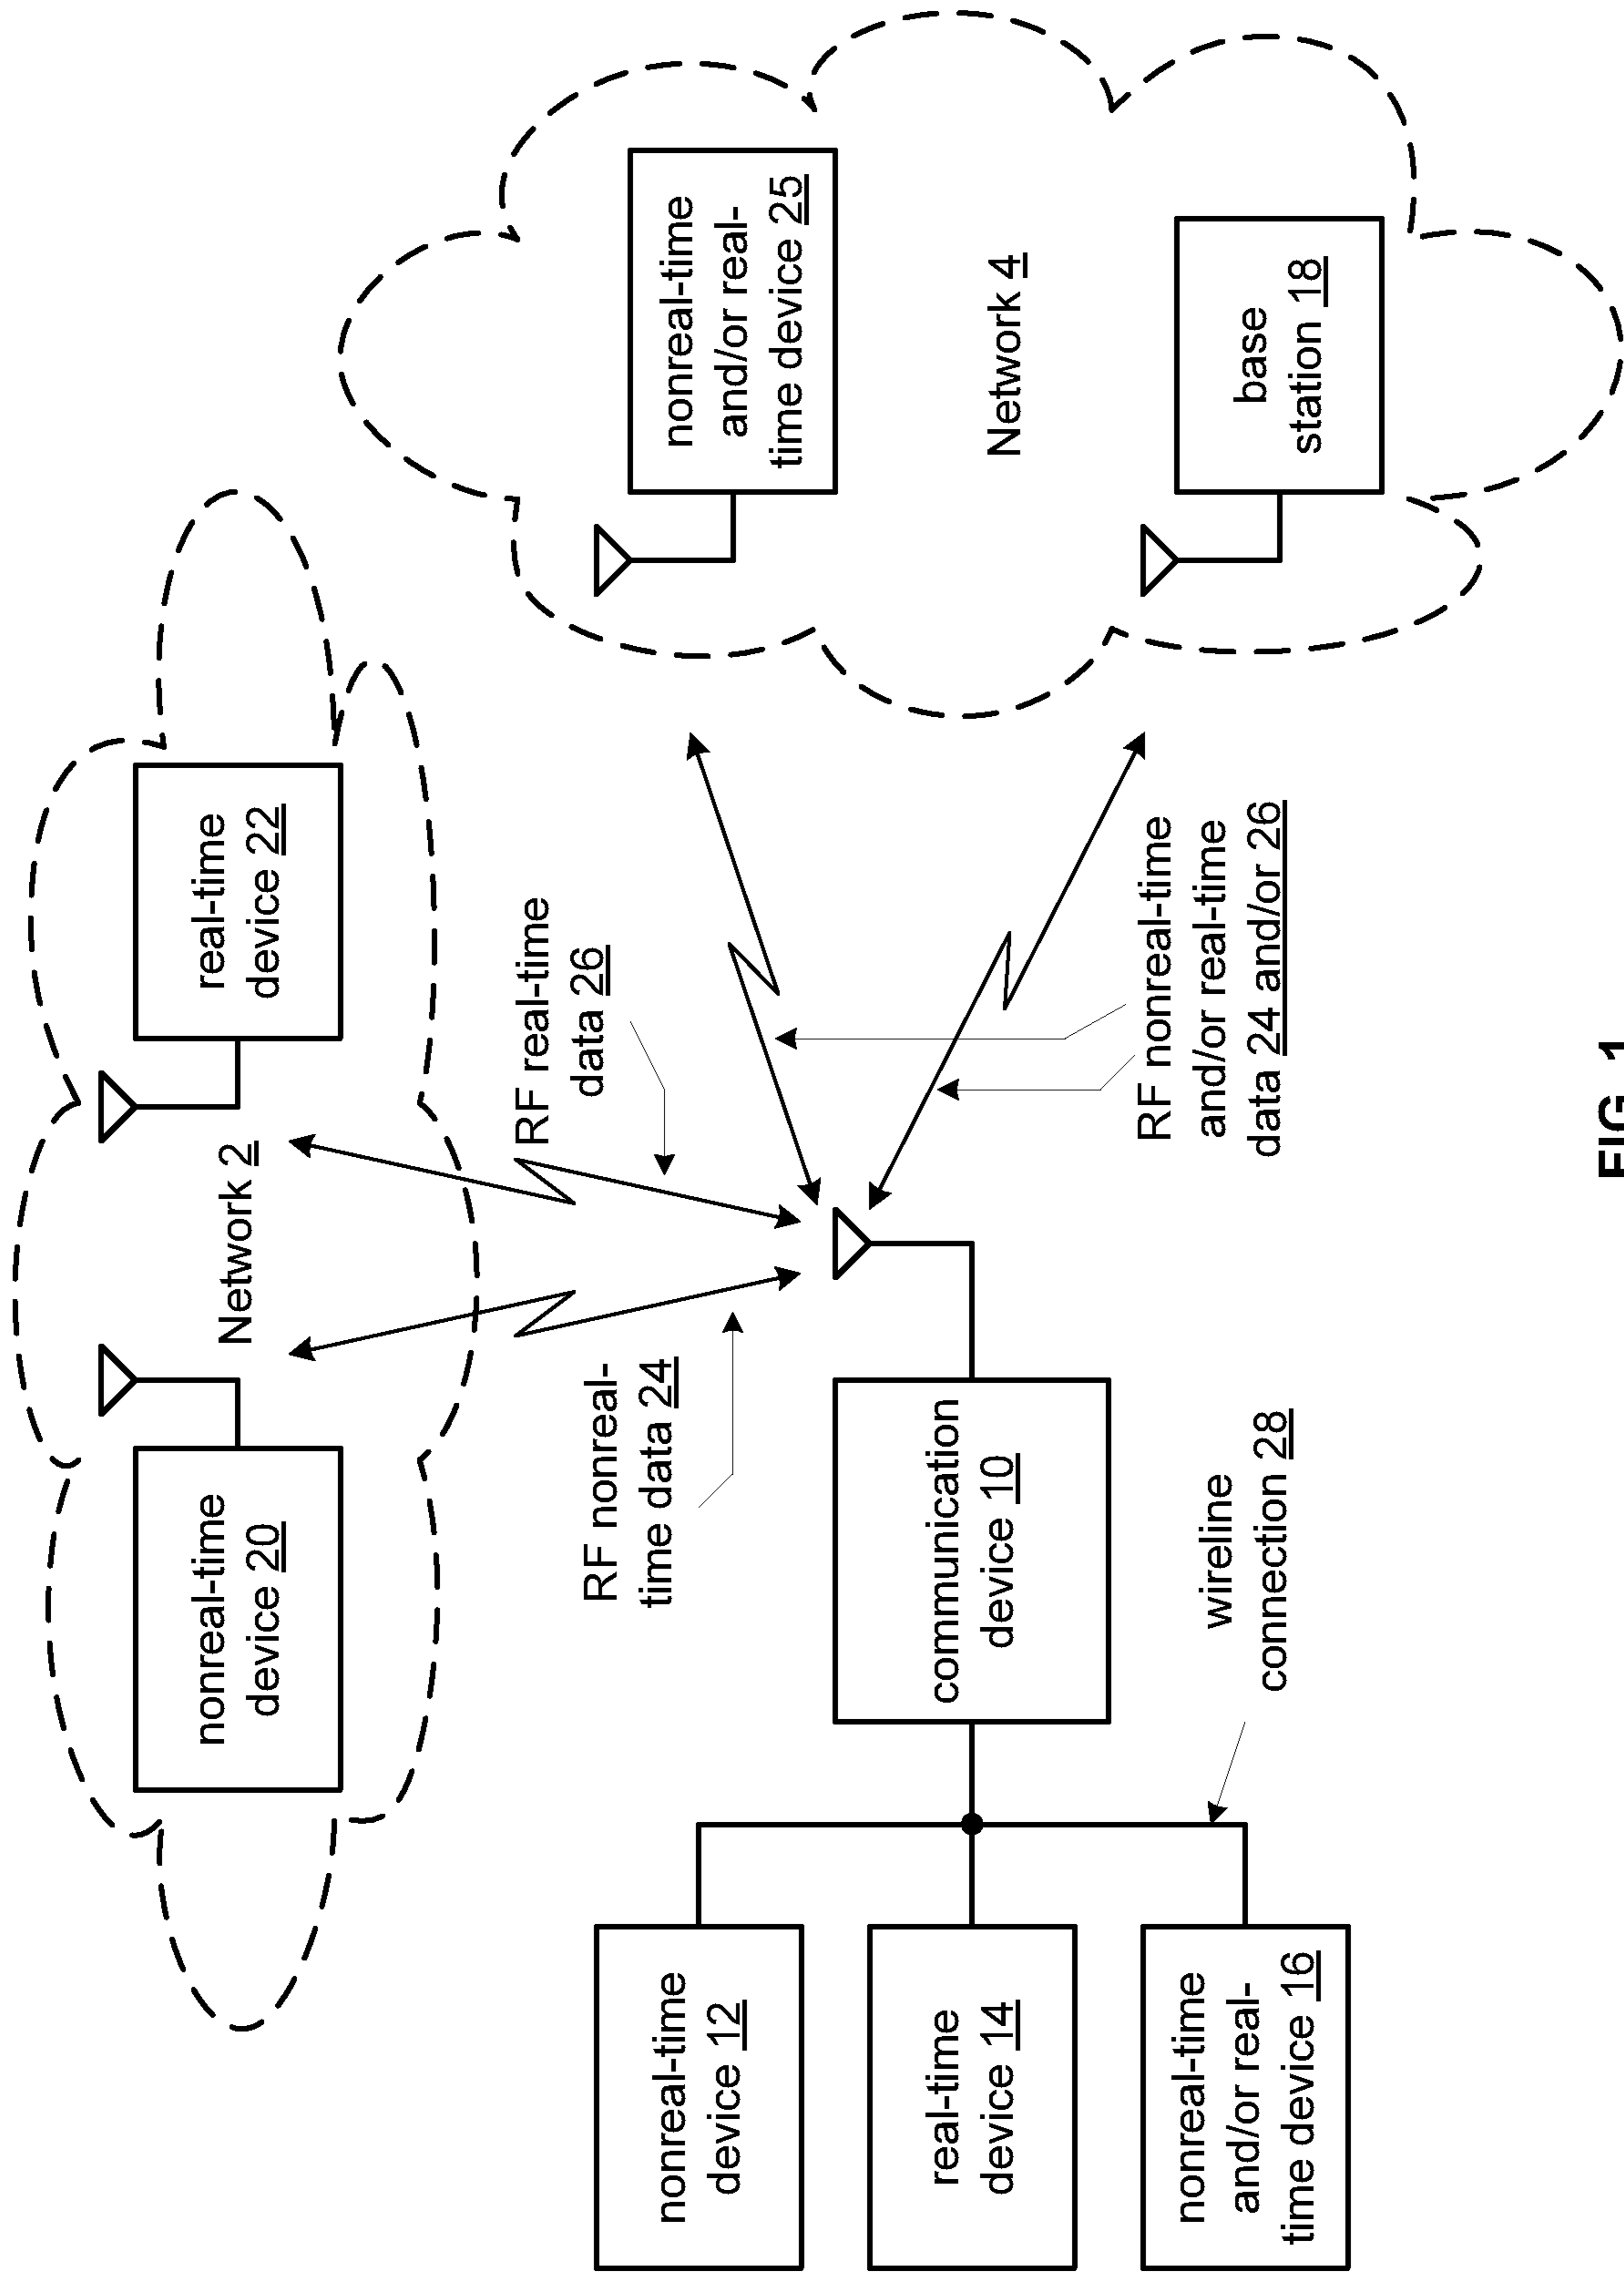 nonreal-time
device 20
Network 2
real-time
device 22
RF nonreal-
time data 24
RF real-time
data 26
nonreal-time
device 12
real-time
device 14
nonreal-time
and/or real-
time device 16
communication
device 10
wireline
connection 28
RF nonreal-time
and/or real-time
data 24 and/or 26
nonreal-time
and/or real-
time device 25
Network 4
base
station 18
FIG. 1